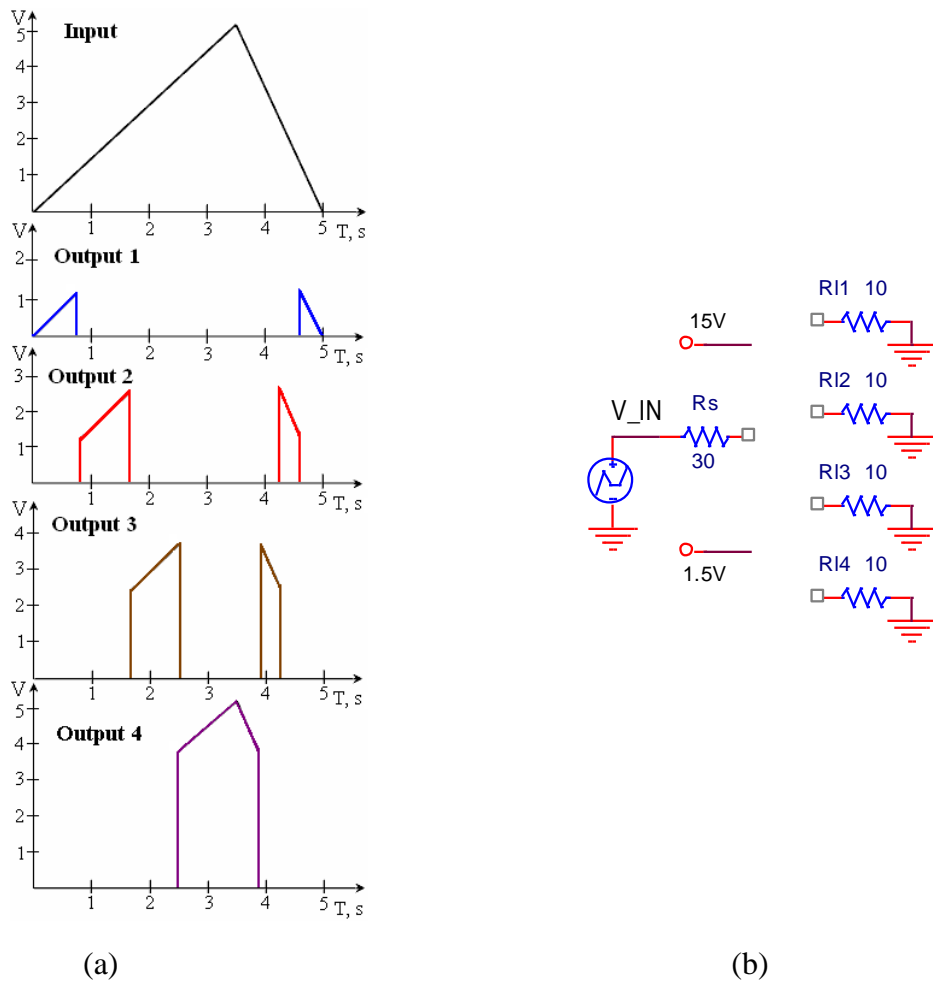 V
Input
5
4
3
2
1
1 2 3 4 5 T, s
V
Output 1
2
1
1 2 3 4 5 T, s
V
Output 2
3
2
1
1 2 3 4 5 T, s
V
Output 3
4
3
2
1
1 2 3 4 5 T, s
V
Output 4
5
4
3
2
1
1 2 3 4 5 T, s
(a)
15V
V_IN
Rs
30
1.5V
Rl1 10
Rl2 10
Rl3 10
Rl4 10
(b)